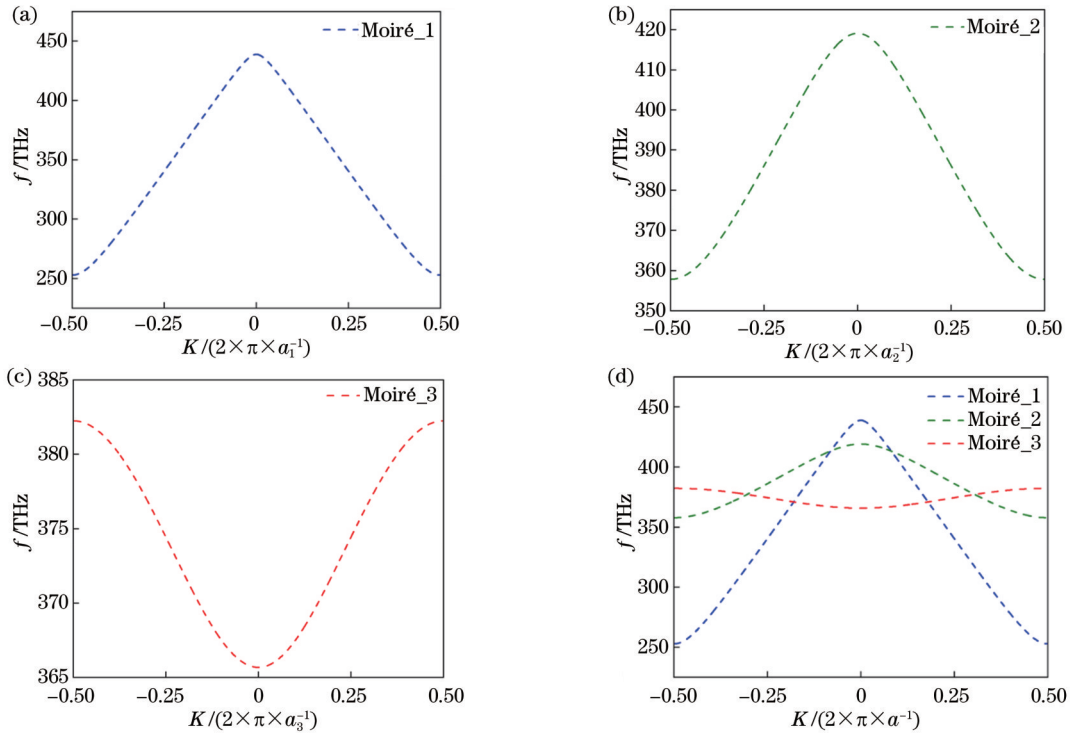 (a)
Moiré_1
450
400
350
300
250
f /THz
−0.50 −0.25 0 0.25 0.50
K/(2×π×a₁⁻¹)
(b)
Moiré_2
420
410
400
390
380
370
360
350
f /THz
−0.50 −0.25 0 0.25 0.50
K/(2×π×a₂⁻¹)
(c)
Moiré_3
385
380
375
370
365
f /THz
−0.50 −0.25 0 0.25 0.50
K/(2×π×a₃⁻¹)
(d)
Moiré_1
Moiré_2
Moiré_3
450
400
350
300
250
f /THz
−0.50 −0.25 0 0.25 0.50
K/(2×π×a⁻¹)